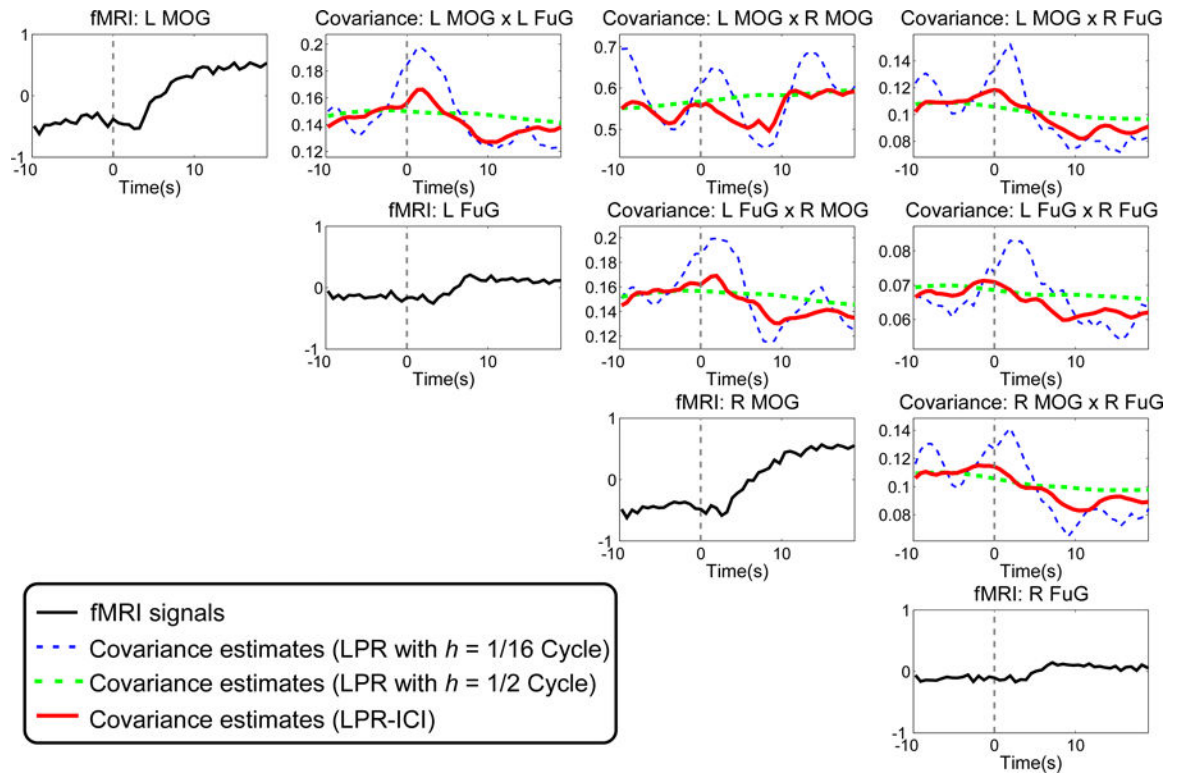 fMRI: L MOG
1
0
-1
-10 0 10
Time(s)
Covariance: L MOG x L FuG
0.2
0.18
0.16
0.14
0.12
-10 0 10
Time(s)
Covariance: L MOG x R MOG
0.7
0.6
0.5
-10 0 10
Time(s)
Covariance: L MOG x R FuG
0.14
0.12
0.1
0.08
-10 0 10
Time(s)
fMRI: L FuG
1
0
-1
-10 0 10
Time(s)
Covariance: L FuG x R MOG
0.2
0.18
0.16
0.14
0.12
-10 0 10
Time(s)
Covariance: L FuG x R FuG
0.08
0.07
0.06
-10 0 10
Time(s)
fMRI: R MOG
1
0
-1
-10 0 10
Time(s)
Covariance: R MOG x R FuG
0.14
0.12
0.1
0.08
-10 0 10
Time(s)
fMRI: R FuG
1
0
-1
-10 0 10
Time(s)
fMRI signals
Covariance estimates (LPR with h = 1/16 Cycle)
Covariance estimates (LPR with h = 1/2 Cycle)
Covariance estimates (LPR-ICI)